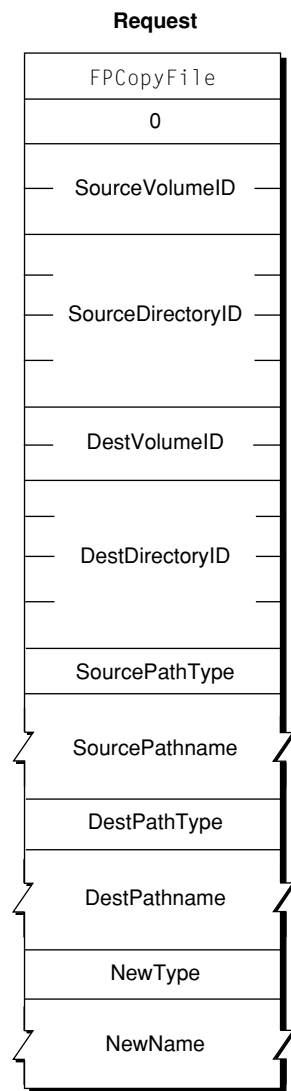 Request
FPCopyFile
0
SourceVolumeID
SourceDirectoryID
DestVolumeID
DestDirectoryID
SourcePathType
SourcePathname
DestPathType
DestPathname
NewType
NewName